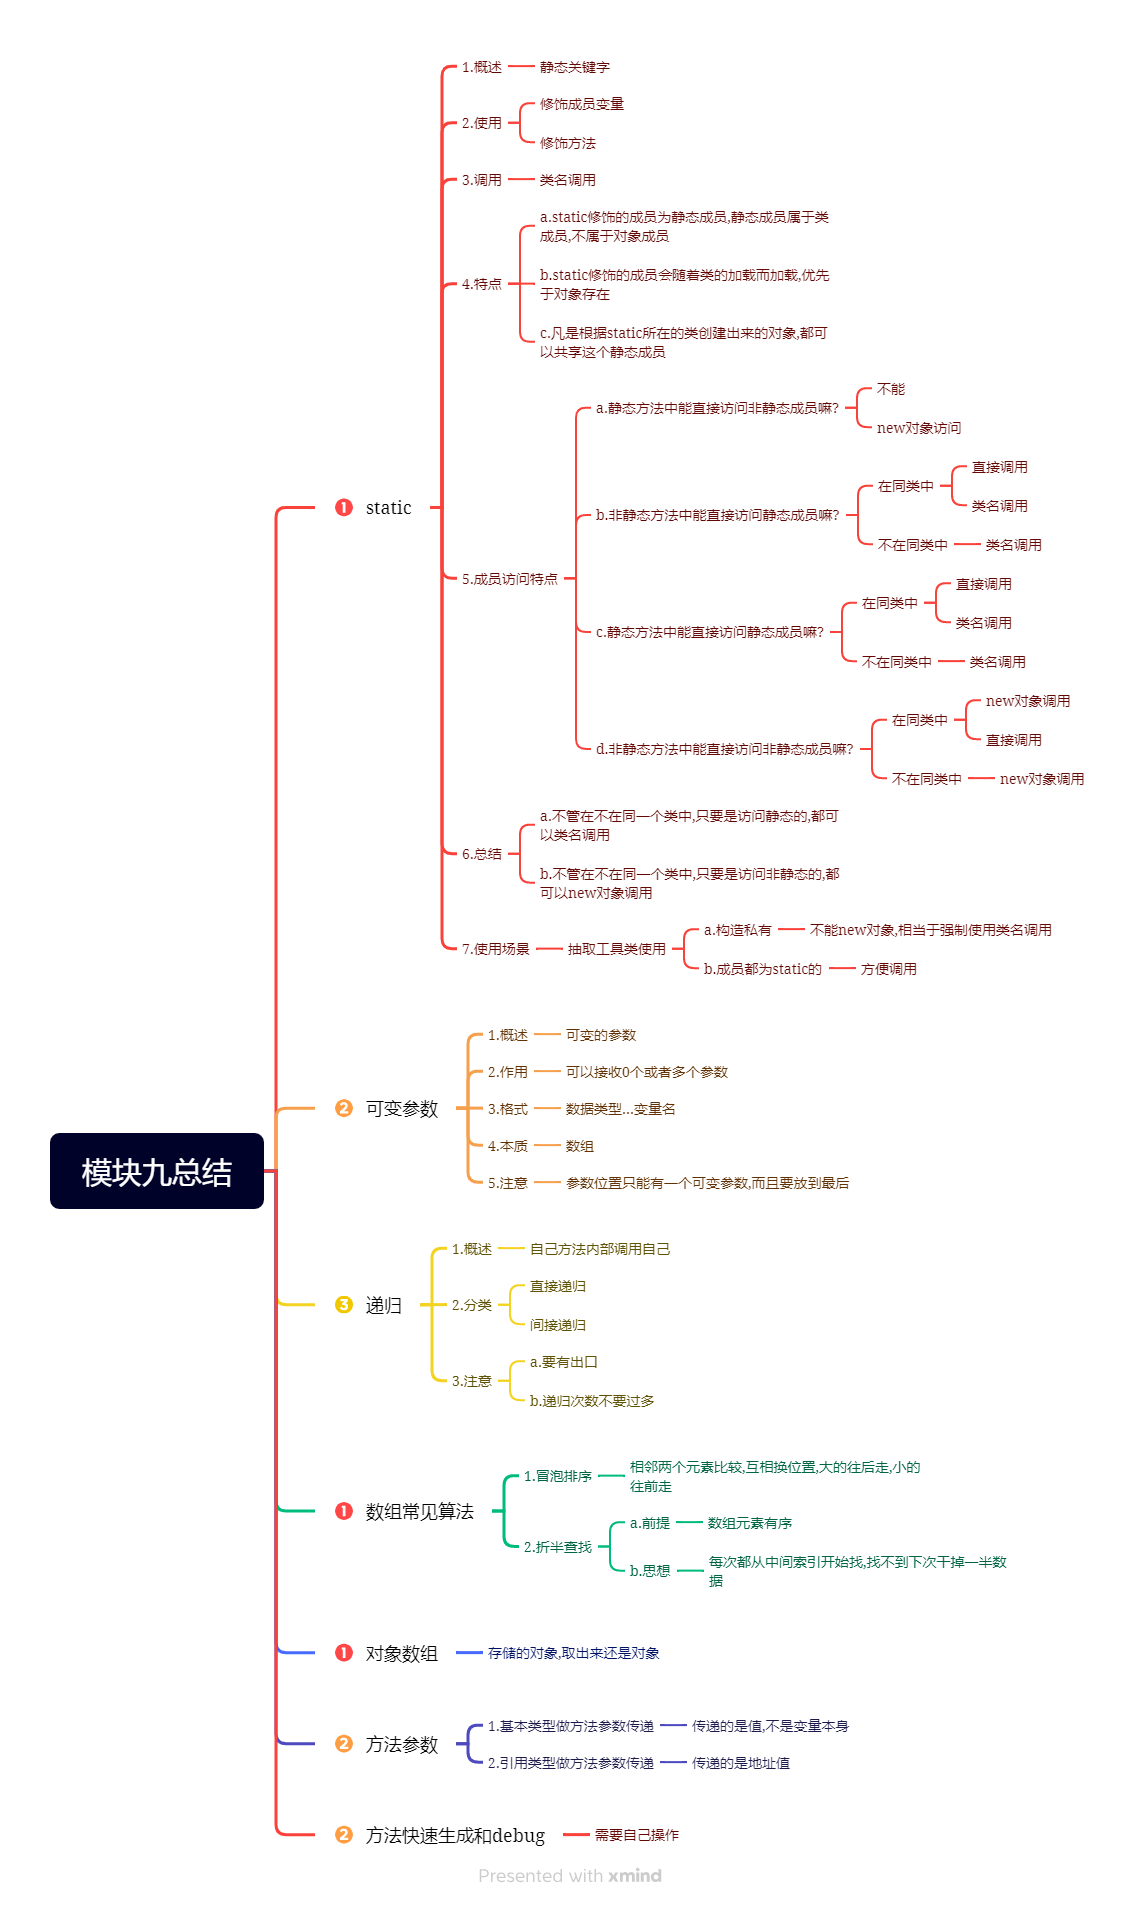 模块九总结
1 static
1.概述
静态关键字
2.使用
修饰成员变量
修饰方法
3.调用
类名调用
4.特点
a.static修饰的成员为静态成员,静态成员属于类
成员,不属于对象成员
b.static修饰的成员会随着类的加载而加载,优先
于对象存在
c.凡是根据static所在的类创建出来的对象,都可
以共享这个静态成员
5.成员访问特点
a.静态方法中能直接访问非静态成员嘛?
不能
new对象访问
b.非静态方法中能直接访问静态成员嘛?
在同类中
直接调用
类名调用
不在同类中
类名调用
c.静态方法中能直接访问静态成员嘛?
在同类中
直接调用
类名调用
不在同类中
类名调用
d.非静态方法中能直接访问非静态成员嘛?
在同类中
new对象调用
直接调用
不在同类中
new对象调用
6.总结
a.不管在不在同一个类中,只要是访问静态的,都可
以类名调用
b.不管在不在同一个类中,只要是访问非静态的,都
可以new对象调用
7.使用场景
抽取工具类使用
a.构造私有
不能new对象,相当于强制使用类名调用
b.成员都为static的
方便调用
2 可变参数
1.概述
可变的参数
2.作用
可以接收0个或者多个参数
3.格式
数据类型...变量名
4.本质
数组
5.注意
参数位置只能有一个可变参数,而且要放到最后
3 递归
1.概述
自己方法内部调用自己
2.分类
直接递归
间接递归
3.注意
a.要有出口
b.递归次数不要过多
1 数组常见算法
1.冒泡排序
相邻两个元素比较,互相换位置,大的往后走,小的
往前走
2.折半查找
a.前提
数组元素有序
b.思想
每次都从中间索引开始找,找不到下次干掉一半数
据
1 对象数组
存储的对象,取出来还是对象
2 方法参数
1.基本类型做方法参数传递
传递的是值,不是变量本身
2.引用类型做方法参数传递
传递的是地址值
2 方法快速生成和debug
需要自己操作
Presented with xmind